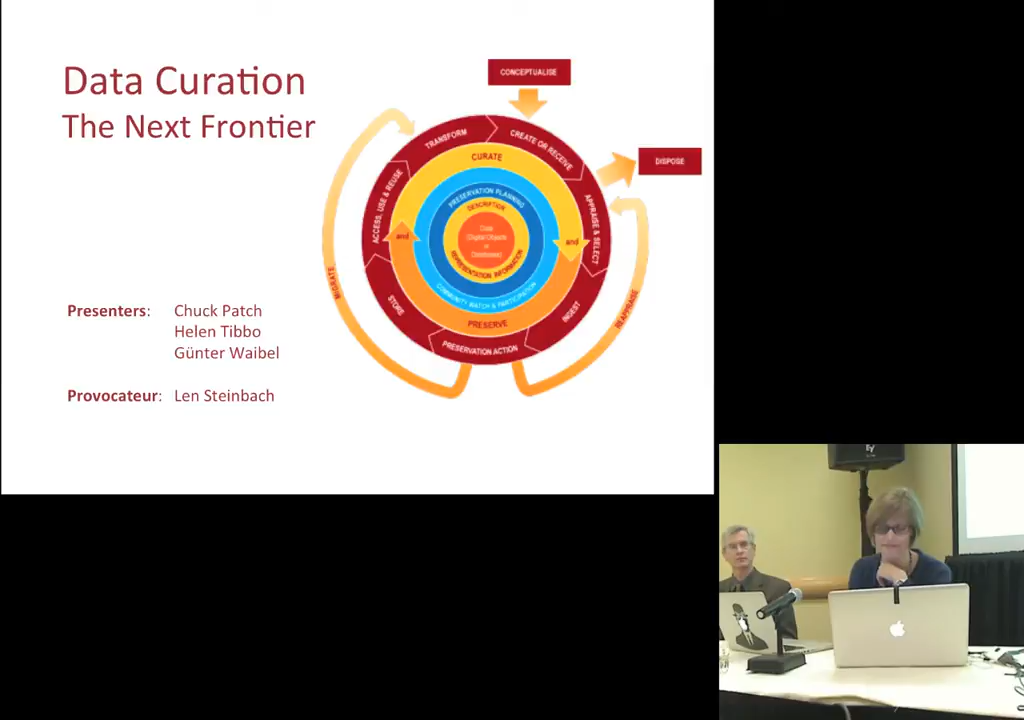 Data Curation
The Next Frontier
CONCEPTUALISE
DISPOSE
TRANSFORM
CREATE OR RECEIVE
APPRAISE & SELECT
INGEST
PRESERVATION ACTION
STORE
ACCESS, USE & REUSE
MIGRATE
REAPPRAISE
CURATE
and
and
PRESERVE
PRESERVATION PLANNING
COMMUNITY WATCH & PARTICIPATION
DESCRIPTION
REPRESENTATION INFORMATION
Data
(Digital Objects
or
Databases)
Presenters: Chuck Patch
Helen Tibbo
Günter Waibel
Provocateur: Len Steinbach